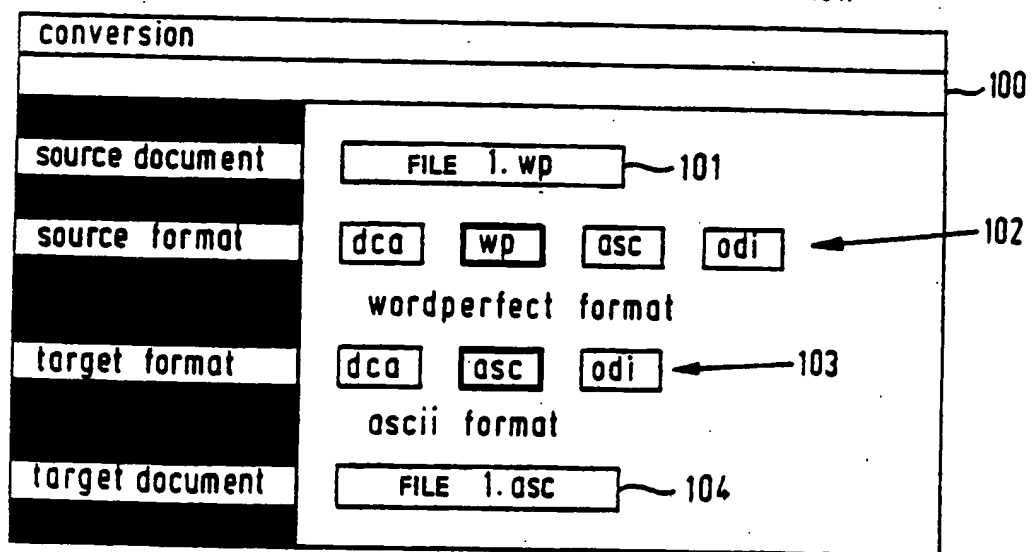 conversion
100
source document FILE 1.wp 101
source format dca wp asc odi 102
wordperfect format
target format dca asc odi 103
ascii format
target document FILE 1.asc 104